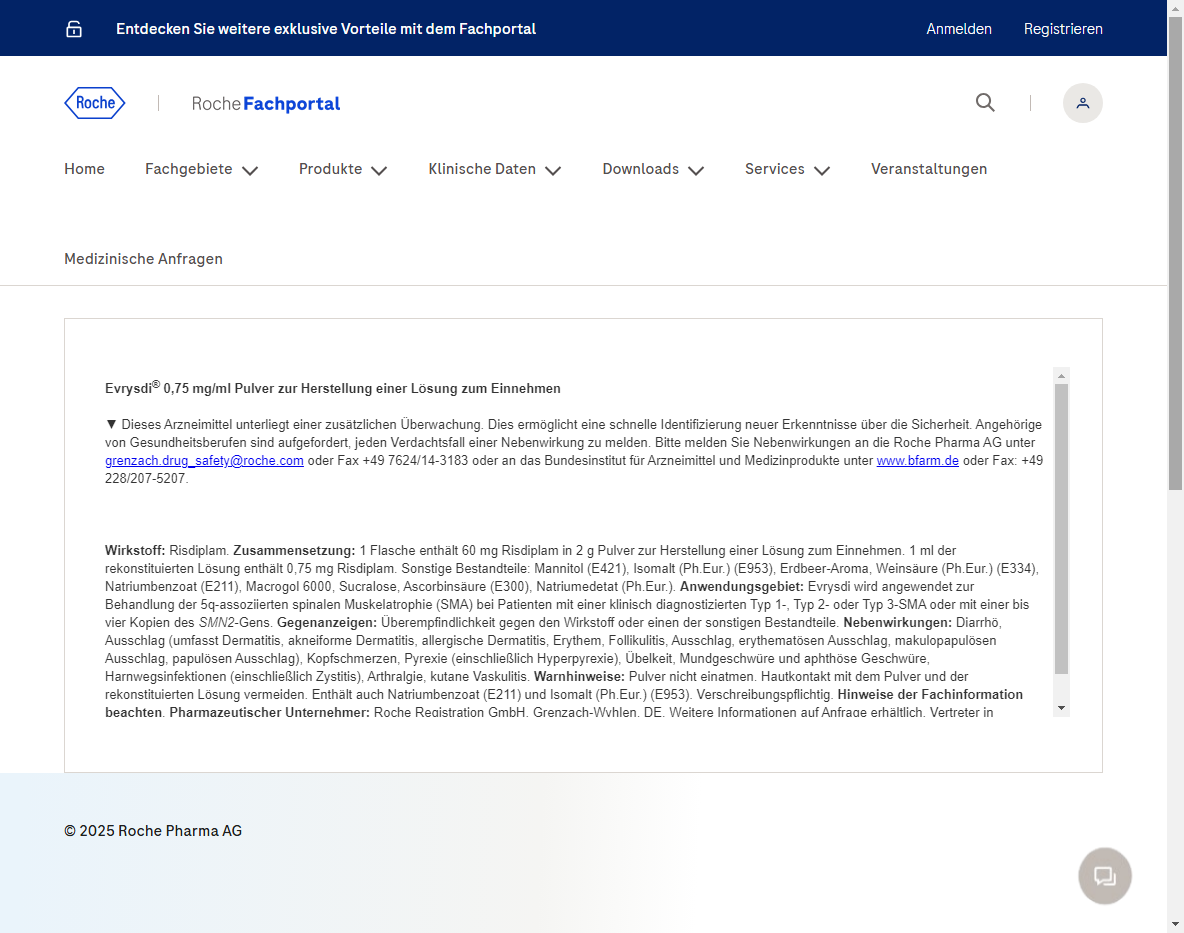 Entdecken Sie weitere exklusive Vorteile mit dem Fachportal
Anmelden
Registrieren
Roche
Roche Fachportal
Home
Fachgebiete
Produkte
Klinische Daten
Downloads
Services
Veranstaltungen
Medizinische Anfragen
Evrysdi® 0,75 mg/ml Pulver zur Herstellung einer Lösung zum Einnehmen
▼ Dieses Arzneimittel unterliegt einer zusätzlichen Überwachung. Dies ermöglicht eine schnelle Identifizierung neuer Erkenntnisse über die Sicherheit. Angehörige
von Gesundheitsberufen sind aufgefordert, jeden Verdachtsfall einer Nebenwirkung zu melden. Bitte melden Sie Nebenwirkungen an die Roche Pharma AG unter
grenzach.drug_safety@roche.com oder Fax +49 7624/14-3183 oder an das Bundesinstitut für Arzneimittel und Medizinprodukte unter www.bfarm.de oder Fax: +49
228/207-5207.
Wirkstoff: Risdiplam. Zusammensetzung: 1 Flasche enthält 60 mg Risdiplam in 2 g Pulver zur Herstellung einer Lösung zum Einnehmen. 1 ml der
rekonstituierten Lösung enthält 0,75 mg Risdiplam. Sonstige Bestandteile: Mannitol (E421), Isomalt (Ph.Eur.) (E953), Erdbeer-Aroma, Weinsäure (Ph.Eur.) (E334),
Natriumbenzoat (E211), Macrogol 6000, Sucralose, Ascorbinsäure (E300), Natriumedetat (Ph.Eur.). Anwendungsgebiet: Evrysdi wird angewendet zur
Behandlung der 5q-assoziierten spinalen Muskelatrophie (SMA) bei Patienten mit einer klinisch diagnostizierten Typ 1-, Typ 2- oder Typ 3-SMA oder mit einer bis
vier Kopien des SMN2-Gens. Gegenanzeigen: Überempfindlichkeit gegen den Wirkstoff oder einen der sonstigen Bestandteile. Nebenwirkungen: Diarrhö,
Ausschlag (umfasst Dermatitis, akneiforme Dermatitis, allergische Dermatitis, Erythem, Follikulitis, Ausschlag, erythematösen Ausschlag, makulopapulösen
Ausschlag, papulösen Ausschlag), Kopfschmerzen, Pyrexie (einschließlich Hyperpyrexie), Übelkeit, Mundgeschwüre und aphthöse Geschwüre,
Harnwegsinfektionen (einschließlich Zystitis), Arthralgie, kutane Vaskulitis. Warnhinweise: Pulver nicht einatmen. Hautkontakt mit dem Pulver und der
rekonstituierten Lösung vermeiden. Enthält auch Natriumbenzoat (E211) und Isomalt (Ph.Eur.) (E953). Verschreibungspflichtig. Hinweise der Fachinformation
beachten. Pharmazeutischer Unternehmer: Roche Registration GmbH, Grenzach-Wyhlen, DE. Weitere Informationen auf Anfrage erhältlich. Vertreter in
© 2025 Roche Pharma AG